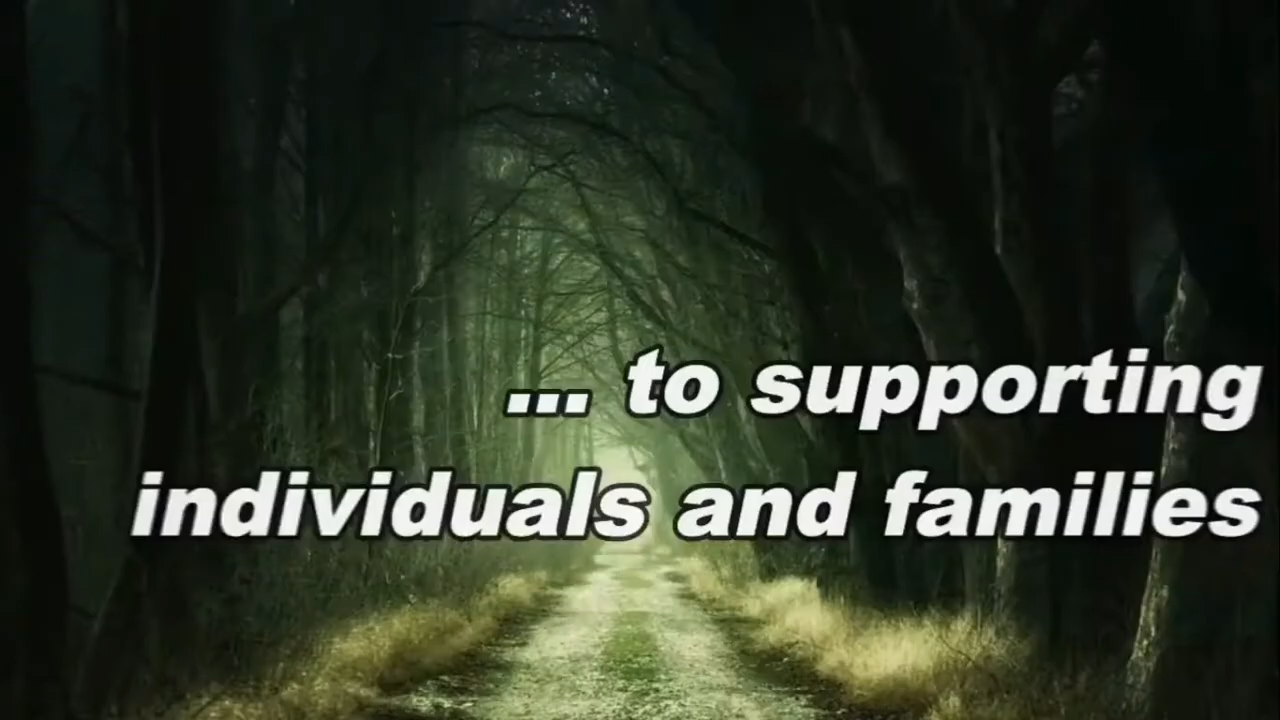 ... to supporting
individuals and families